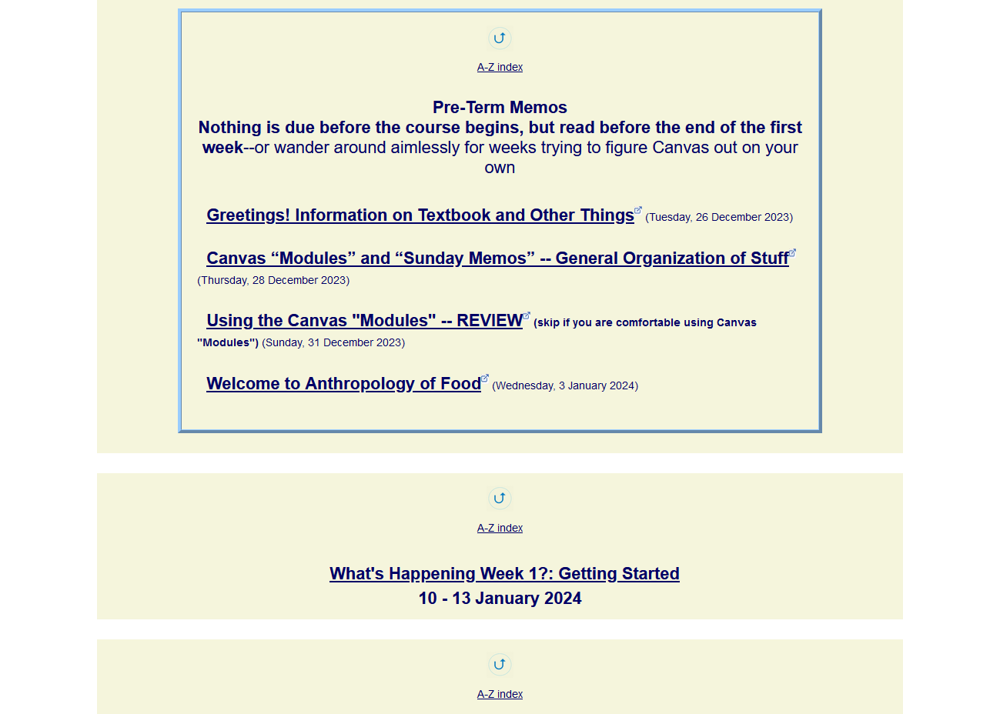 A-Z index
Pre-Term Memos
Nothing is due before the course begins, but read before the end of the first
week--or wander around aimlessly for weeks trying to figure Canvas out on your
own
Greetings! Information on Textbook and Other Things (Tuesday, 26 December 2023)
Canvas “Modules” and “Sunday Memos” -- General Organization of Stuff
(Thursday, 28 December 2023)
Using the Canvas "Modules" -- REVIEW (skip if you are comfortable using Canvas
"Modules") (Sunday, 31 December 2023)
Welcome to Anthropology of Food (Wednesday, 3 January 2024)
A-Z index
What's Happening Week 1?: Getting Started
10 - 13 January 2024
A-Z index